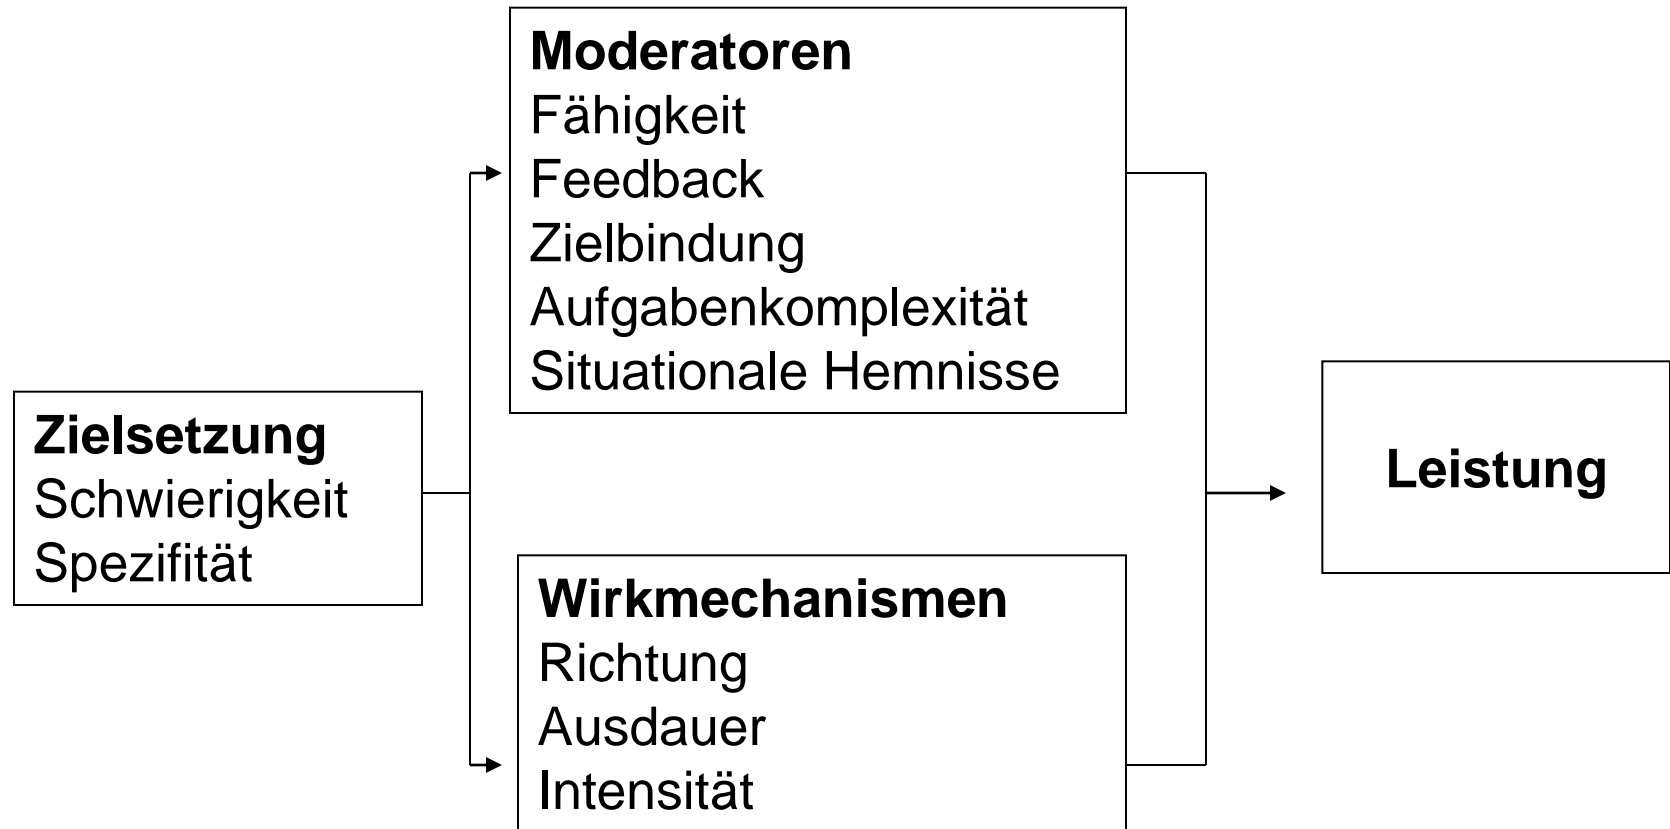 Moderatoren
Fähigkeit
Feedback
Zielbindung
Aufgabenkomplexität
Situationale Hemnisse
Zielsetzung
Schwierigkeit
Spezifität
Wirkmechanismen
Richtung
Ausdauer
Intensität
Leistung